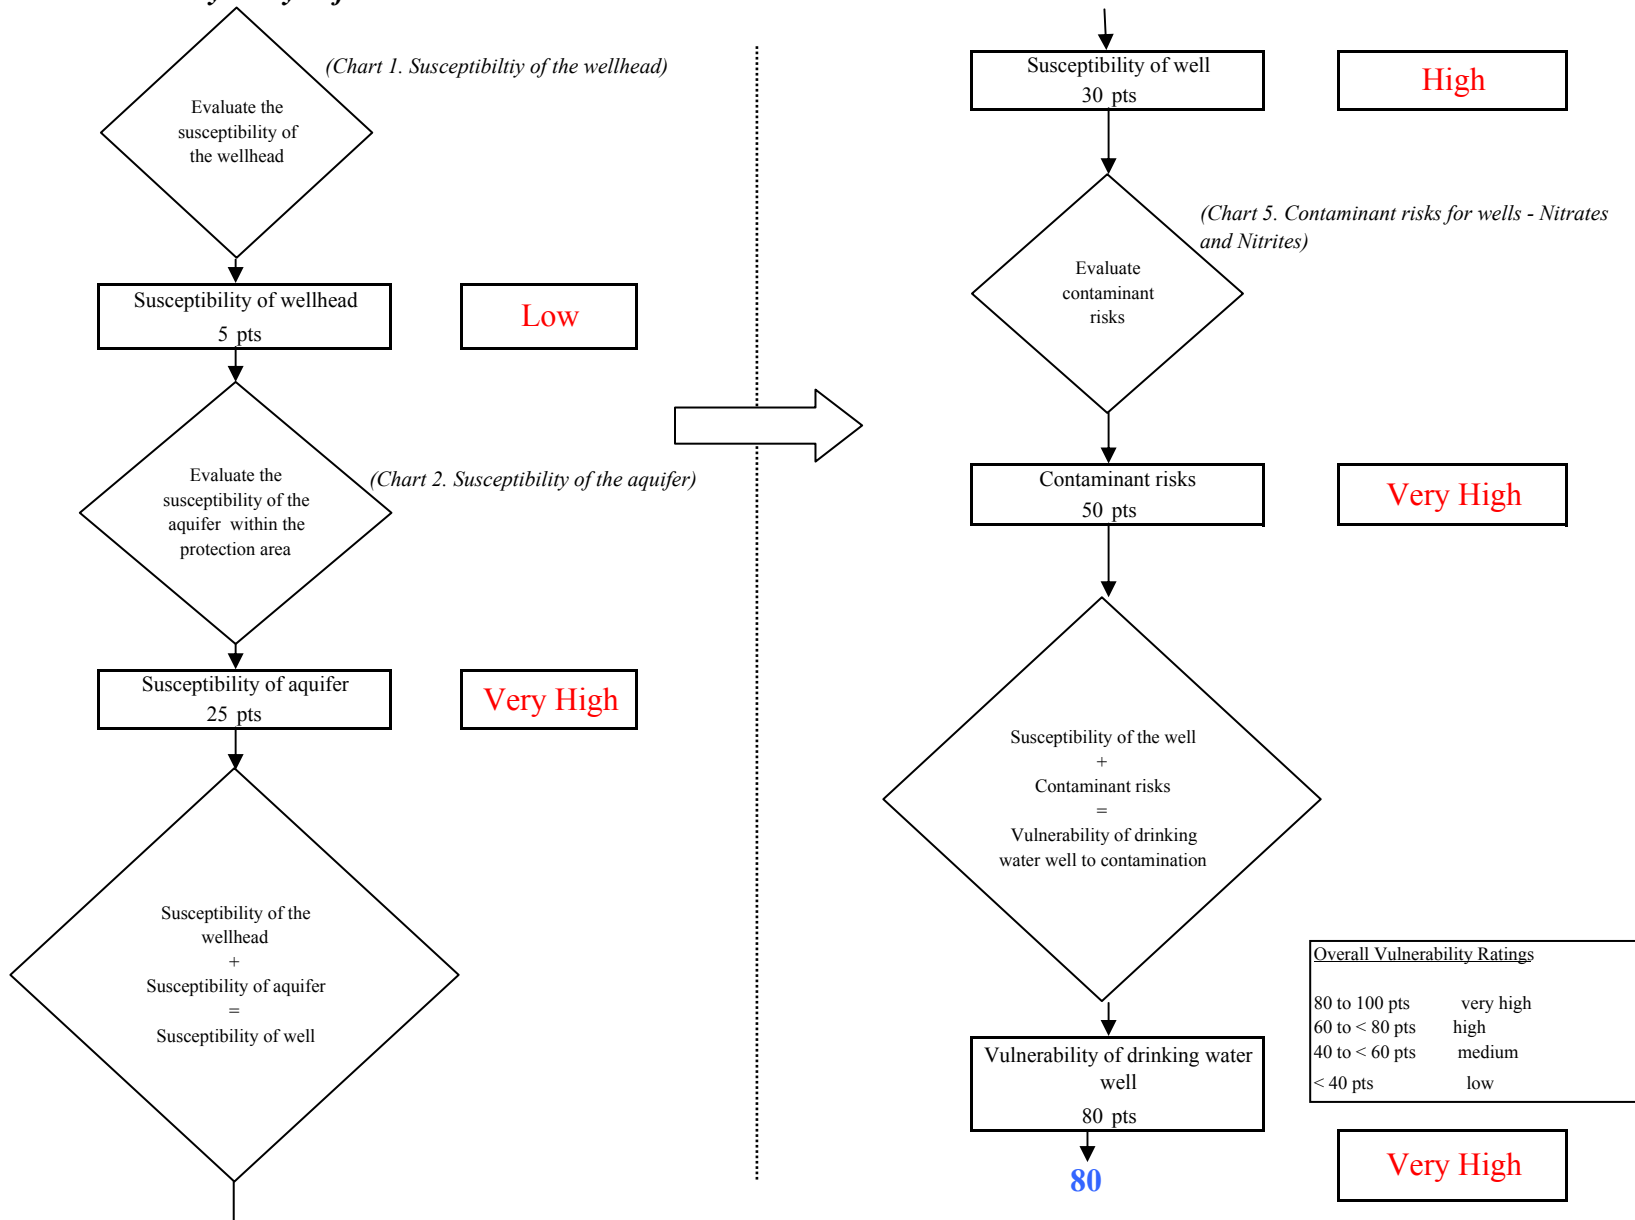 (Chart 1. Susceptibiltiy of the wellhead)
Evaluate the
susceptibility of
the wellhead
Susceptibility of wellhead
5 pts
Low
Evaluate the
susceptibility of the
aquifer within the
protection area
(Chart 2. Susceptibility of the aquifer)
Susceptibility of aquifer
25 pts
Very High
Susceptibility of the
wellhead
+
Susceptibility of aquifer
=
Susceptibility of well
Susceptibility of well
30 pts
High
(Chart 5. Contaminant risks for wells - Nitrates
and Nitrites)
Evaluate
contaminant
risks
Contaminant risks
50 pts
Very High
Susceptibility of the well
+
Contaminant risks
=
Vulnerability of drinking
water well to contamination
Overall Vulnerability Ratings
80 to 100 pts very high
60 to < 80 pts high
40 to < 60 pts medium
< 40 pts low
Vulnerability of drinking water
well
80 pts
80
Very High